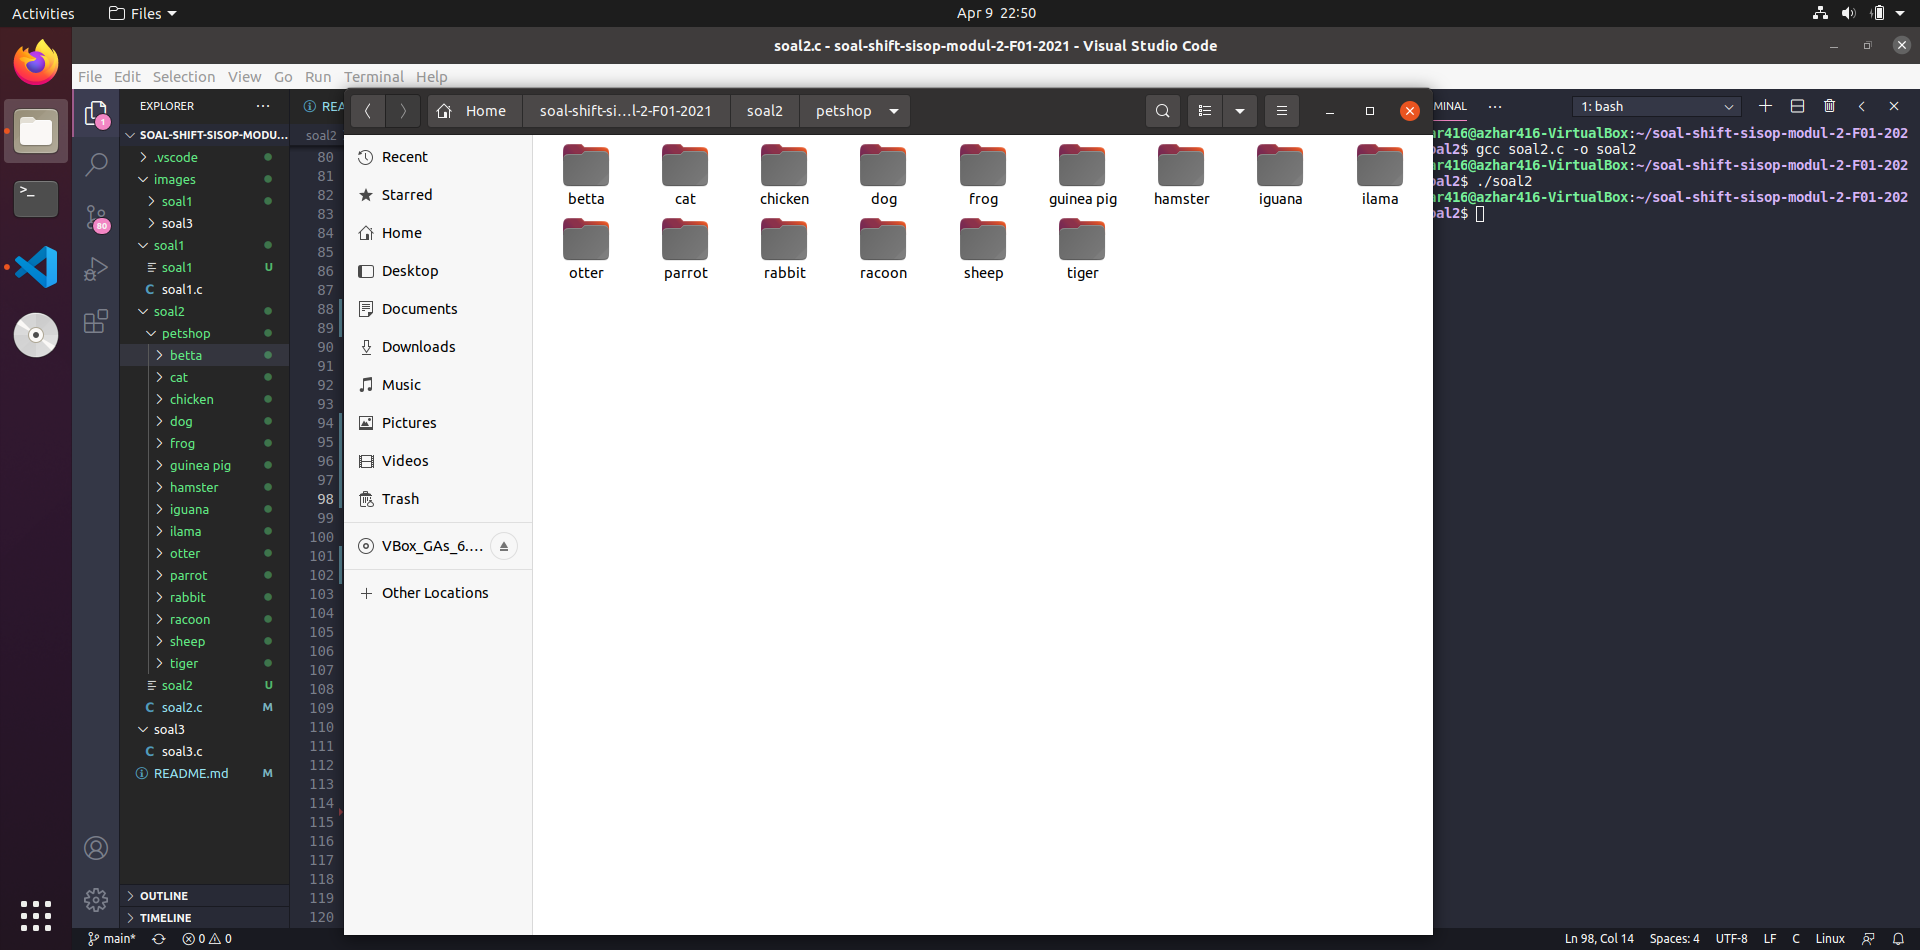 Activities
Files
Apr 9 22:50
soal2.c - soal-shift-sisop-modul-2-F01-2021 - Visual Studio Code
File Edit Selection View Go Run Terminal Help
EXPLORER
SOAL-SHIFT-SISOP-MODU...
.vscode
images
soal1
soal3
soal1
soal1 U
C soal1.c
soal2
petshop
betta
cat
chicken
dog
frog
guinea pig
hamster
iguana
ilama
otter
parrot
rabbit
racoon
sheep
tiger
soal2 U
C soal2.c M
soal3
C soal3.c
README.md M
OUTLINE
TIMELINE
1
80
REA
soal2
80
81
82
83
84
85
86
87
88
89
90
91
92
93
94
95
96
97
98
99
100
101
102
103
104
105
106
107
108
109
110
111
112
113
114
115
116
117
118
119
120
Home soal-shift-si...l-2-F01-2021 soal2 petshop
Recent
Starred
Home
Desktop
Documents
Downloads
Music
Pictures
Videos
Trash
VBox_GAs_6....
Other Locations
betta cat chicken dog frog guinea pig hamster iguana ilama
otter parrot rabbit racoon sheep tiger
MINAL 1: bash
ar416@azhar416-VirtualBox:~/soal-shift-sisop-modul-2-F01-202
oal2$ gcc soal2.c -o soal2
ar416@azhar416-VirtualBox:~/soal-shift-sisop-modul-2-F01-202
oal2$ ./soal2
ar416@azhar416-VirtualBox:~/soal-shift-sisop-modul-2-F01-202
oal2$
main* 0 0
Ln 98, Col 14 Spaces: 4 UTF-8 LF C Linux